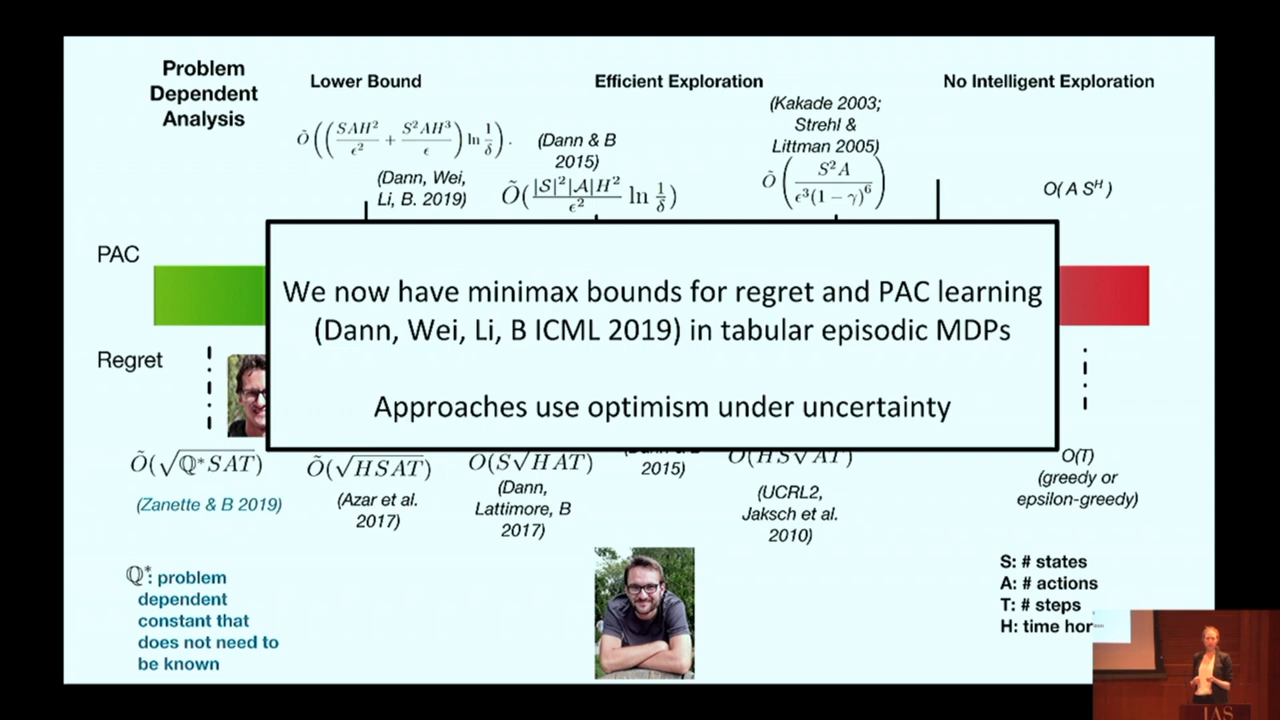 Problem
Dependent
Analysis
Lower Bound
Efficient Exploration
No Intelligent Exploration
Õ((SAH²/ϵ² + S²AH³/ϵ) ln 1/δ).
(Dann, Wei,
Li, B. 2019)
(Dann & B
2015)
Õ(|S|²|A|H²/ϵ² ln 1/δ)
(Kakade 2003;
Strehl &
Littman 2005)
Õ(S²A/ϵ³(1 − γ)⁶)
O( A Sᴴ )
PAC
We now have minimax bounds for regret and PAC learning
(Dann, Wei, Li, B ICML 2019) in tabular episodic MDPs
Approaches use optimism under uncertainty
Regret
Õ(√ℚ*SAT)
(Zanette & B 2019)
Õ(√HSAT)
(Azar et al.
2017)
Õ(S√HAT)
(Dann,
Lattimore, B
2017)
2015)
Õ(HS√AT)
(UCRL2,
Jaksch et al.
2010)
O(T)
(greedy or
epsilon-greedy)
ℚ*: problem
dependent
constant that
does not need to
be known
S: # states
A: # actions
T: # steps
H: time hor
IAS